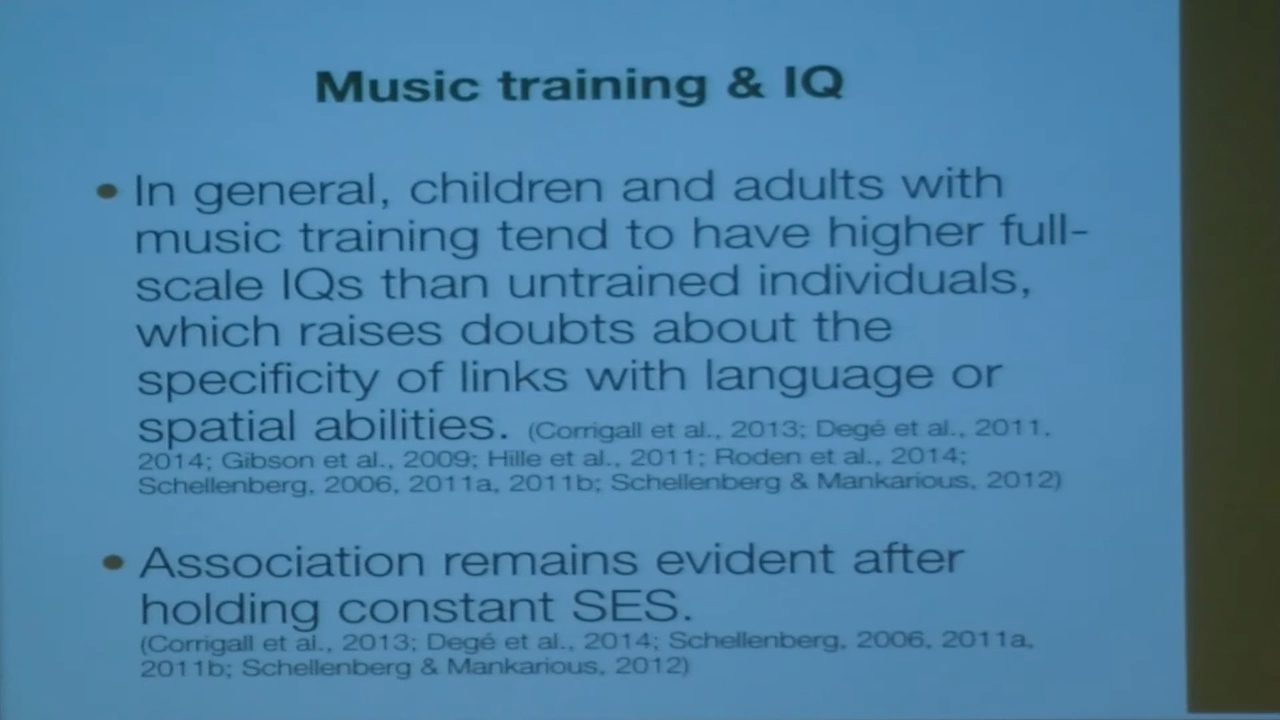 Music training & IQ
• In general, children and adults with
music training tend to have higher full-
scale IQs than untrained individuals,
which raises doubts about the
specificity of links with language or
spatial abilities. (Corrigall et al., 2013; Degé et al., 2011,
2014; Gibson et al., 2009; Hille et al., 2011; Roden et al., 2014;
Schellenberg, 2006, 2011a, 2011b; Schellenberg & Mankarious, 2012)
• Association remains evident after
holding constant SES.
(Corrigall et al., 2013; Degé et al., 2014; Schellenberg, 2006, 2011a,
2011b; Schellenberg & Mankarious, 2012)